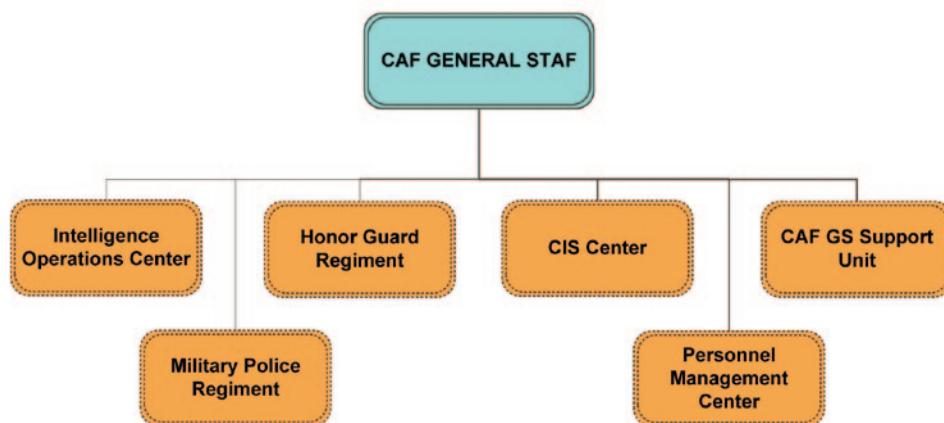 CAF GENERAL STAF
Intelligence
Operations Center
Honor Guard
Regiment
CIS Center
CAF GS Support
Unit
Military Police
Regiment
Personnel
Management
Center